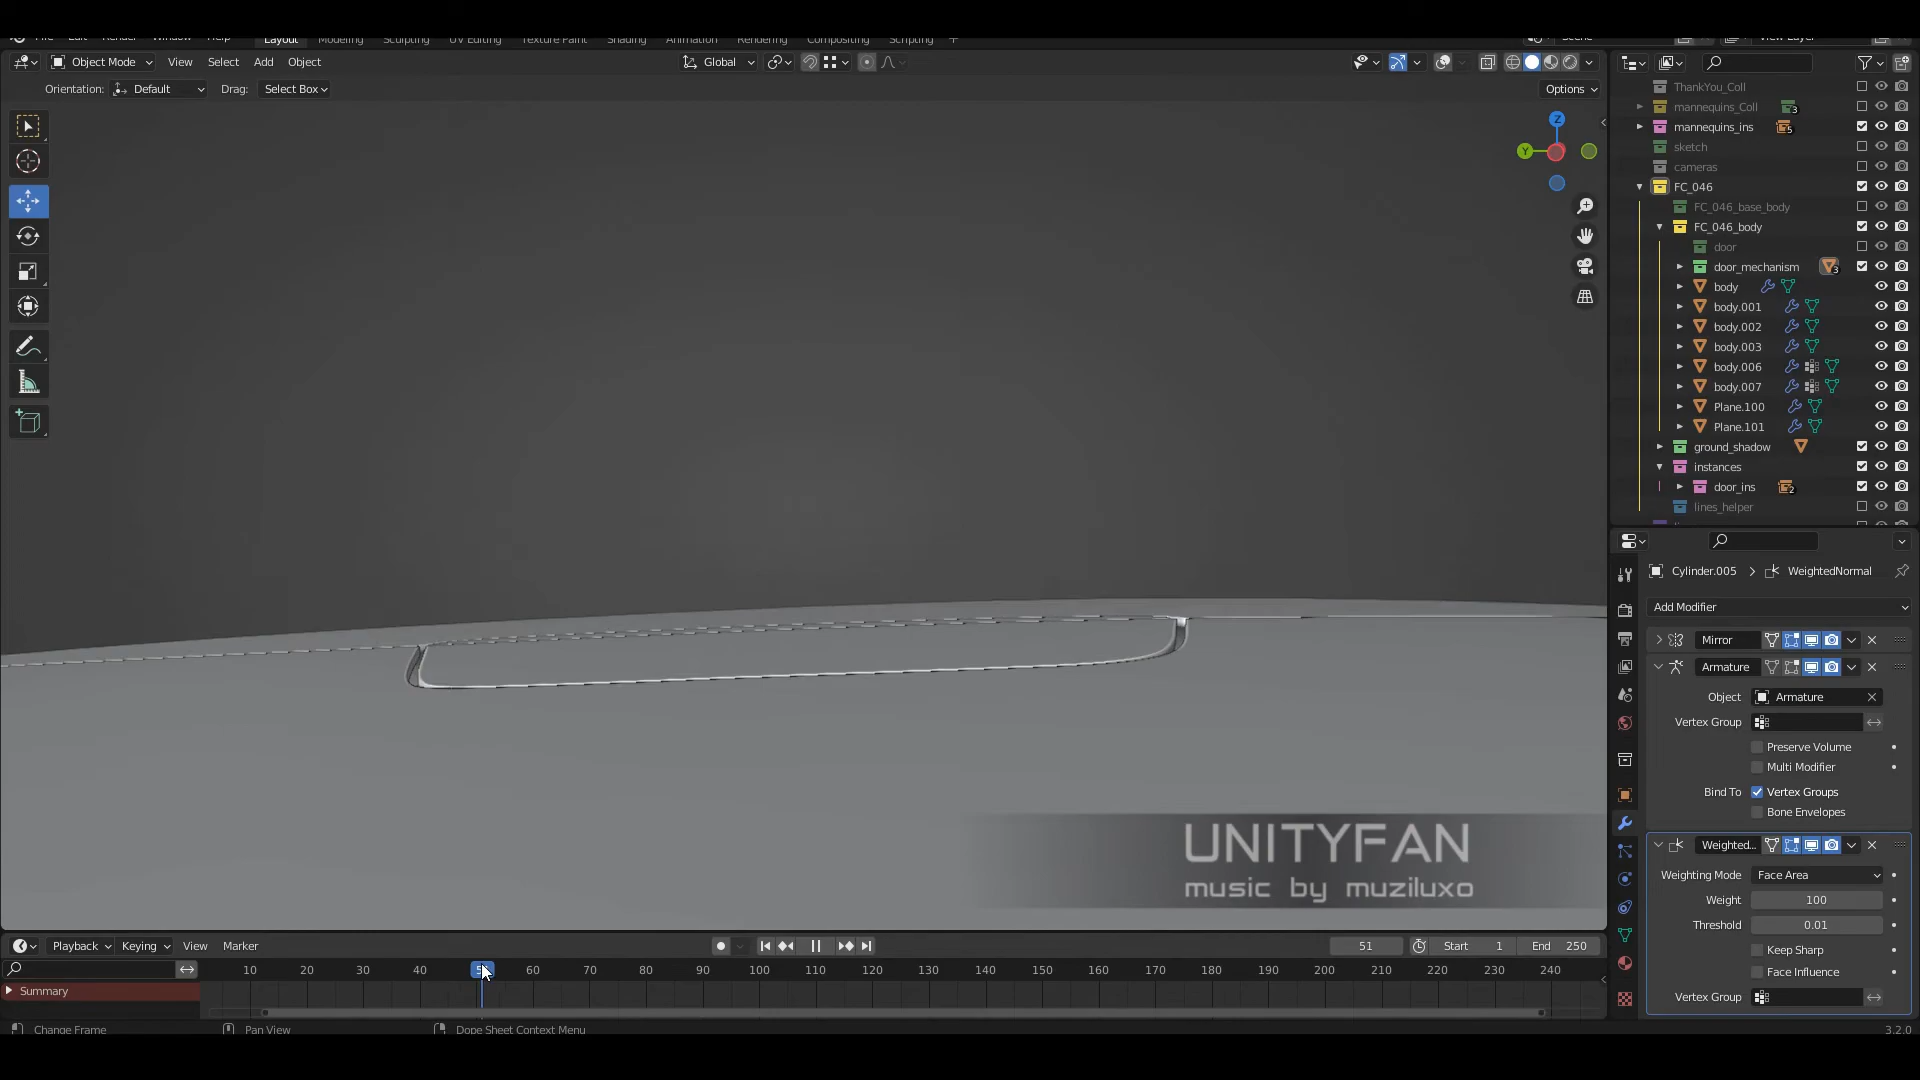 File Edit Render Window Help Layout Modeling Sculpting UV Editing Texture Paint Shading Animation Rendering Compositing Scripting + Scene View Layer
Object Mode View Select Add Object Global
Orientation: Default Drag: Select Box Options
Z
Y
ThankYou_Coll
mannequins_Coll 3
mannequins_ins 5
sketch
cameras
FC_046
FC_046_base_body
FC_046_body
door
door_mechanism 3
body
body.001
body.002
body.003
body.006
body.007
Plane.100
Plane.101
ground_shadow
instances
door_ins 2
lines_helper
Cylinder.005 > WeightedNormal
Add Modifier
Mirror
Armature
Object Armature
Vertex Group
Preserve Volume
Multi Modifier
Bind To Vertex Groups
Bone Envelopes
Weighted...
Weighting Mode Face Area
Weight 100
Threshold 0.01
Keep Sharp
Face Influence
Vertex Group
UNITYFAN
music by muziluxo
Playback Keying View Marker 51 Start 1 End 250
10 20 30 40 60 70 80 90 100 110 120 130 140 150 160 170 180 190 200 210 220 230 240
Summary
Change Frame Pan View Dope Sheet Context Menu 3.2.0